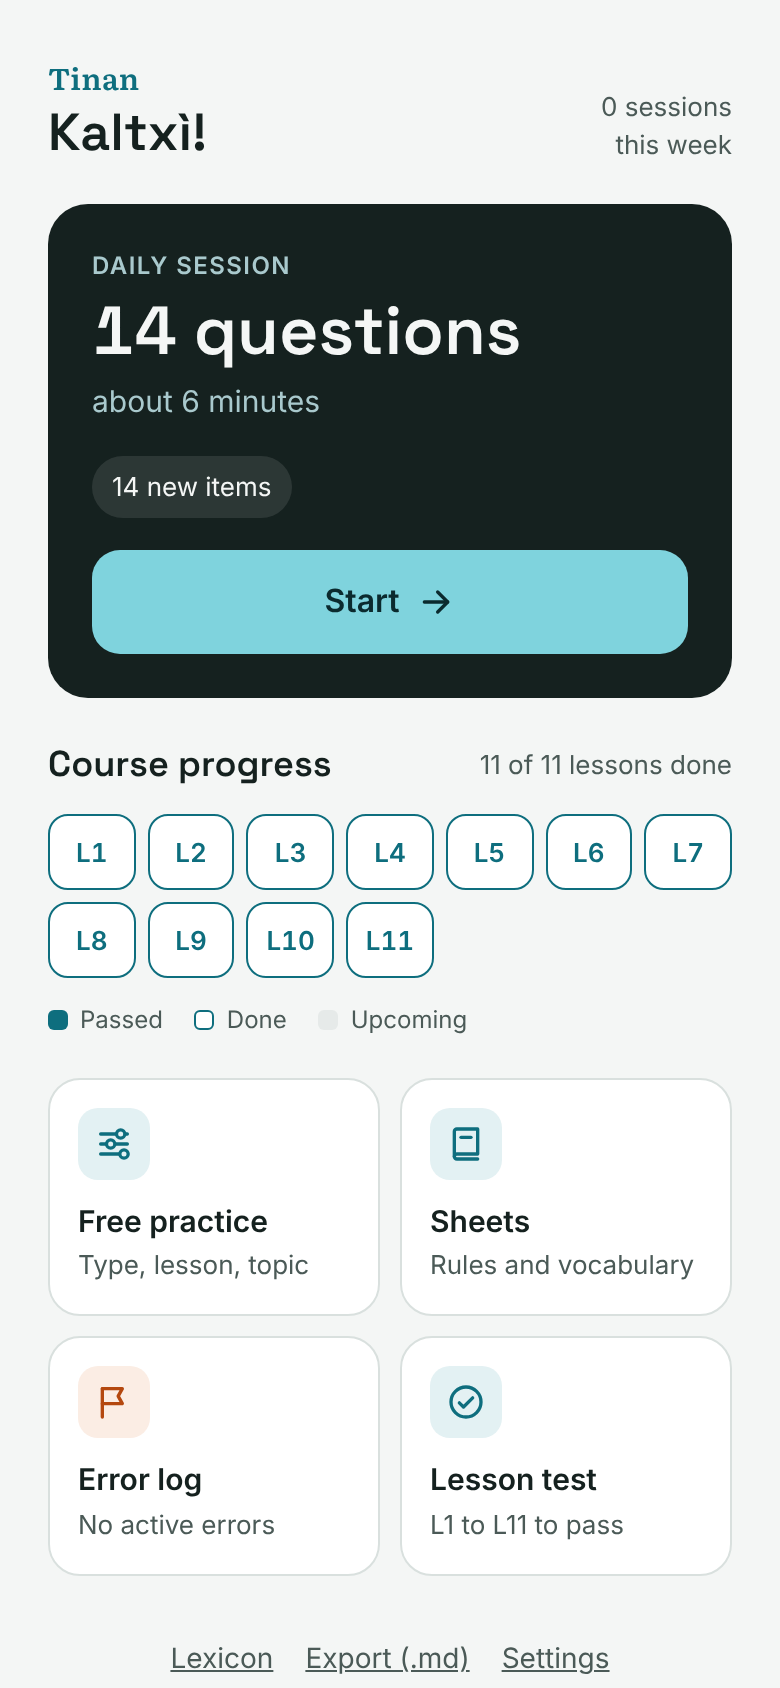 Tinan
Kaltxì!
0 sessions
this week
DAILY SESSION
14 questions
about 6 minutes
14 new items
Start →
Course progress
11 of 11 lessons done
L1 L2 L3 L4 L5 L6 L7
L8 L9 L10 L11
Passed Done Upcoming
Free practice
Type, lesson, topic
Sheets
Rules and vocabulary
Error log
No active errors
Lesson test
L1 to L11 to pass
Lexicon Export (.md) Settings